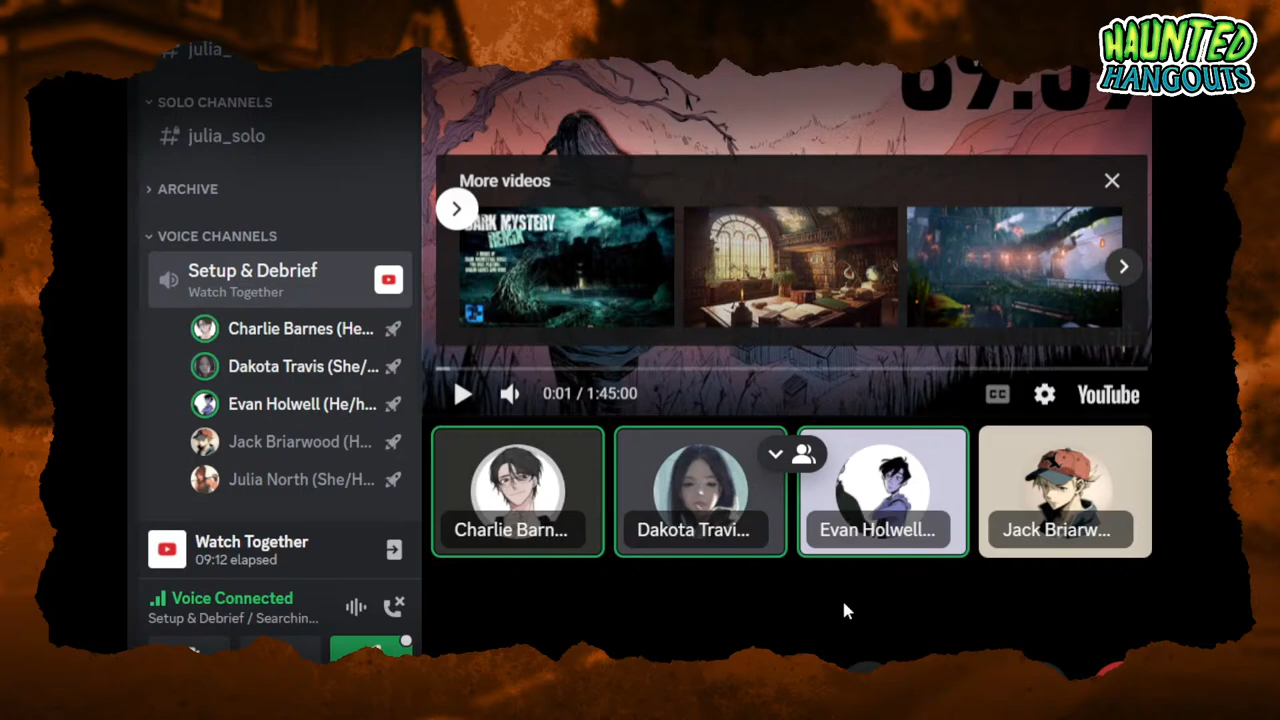 HAUNTED
HANGOUTS
julia_
SOLO CHANNELS
julia_solo
ARCHIVE
VOICE CHANNELS
Setup & Debrief
Watch Together
Charlie Barnes (He...
Dakota Travis (She/...
Evan Holwell (He/h...
Jack Briarwood (H...
Julia North (She/H...
Watch Together
09:12 elapsed
Voice Connected
Setup & Debrief / Searchin...
More videos
DARK MYSTERY
REMIX
0:01 / 1:45:00
CC
YouTube
Charlie Barn...
Dakota Travi...
Evan Holwell...
Jack Briarw...